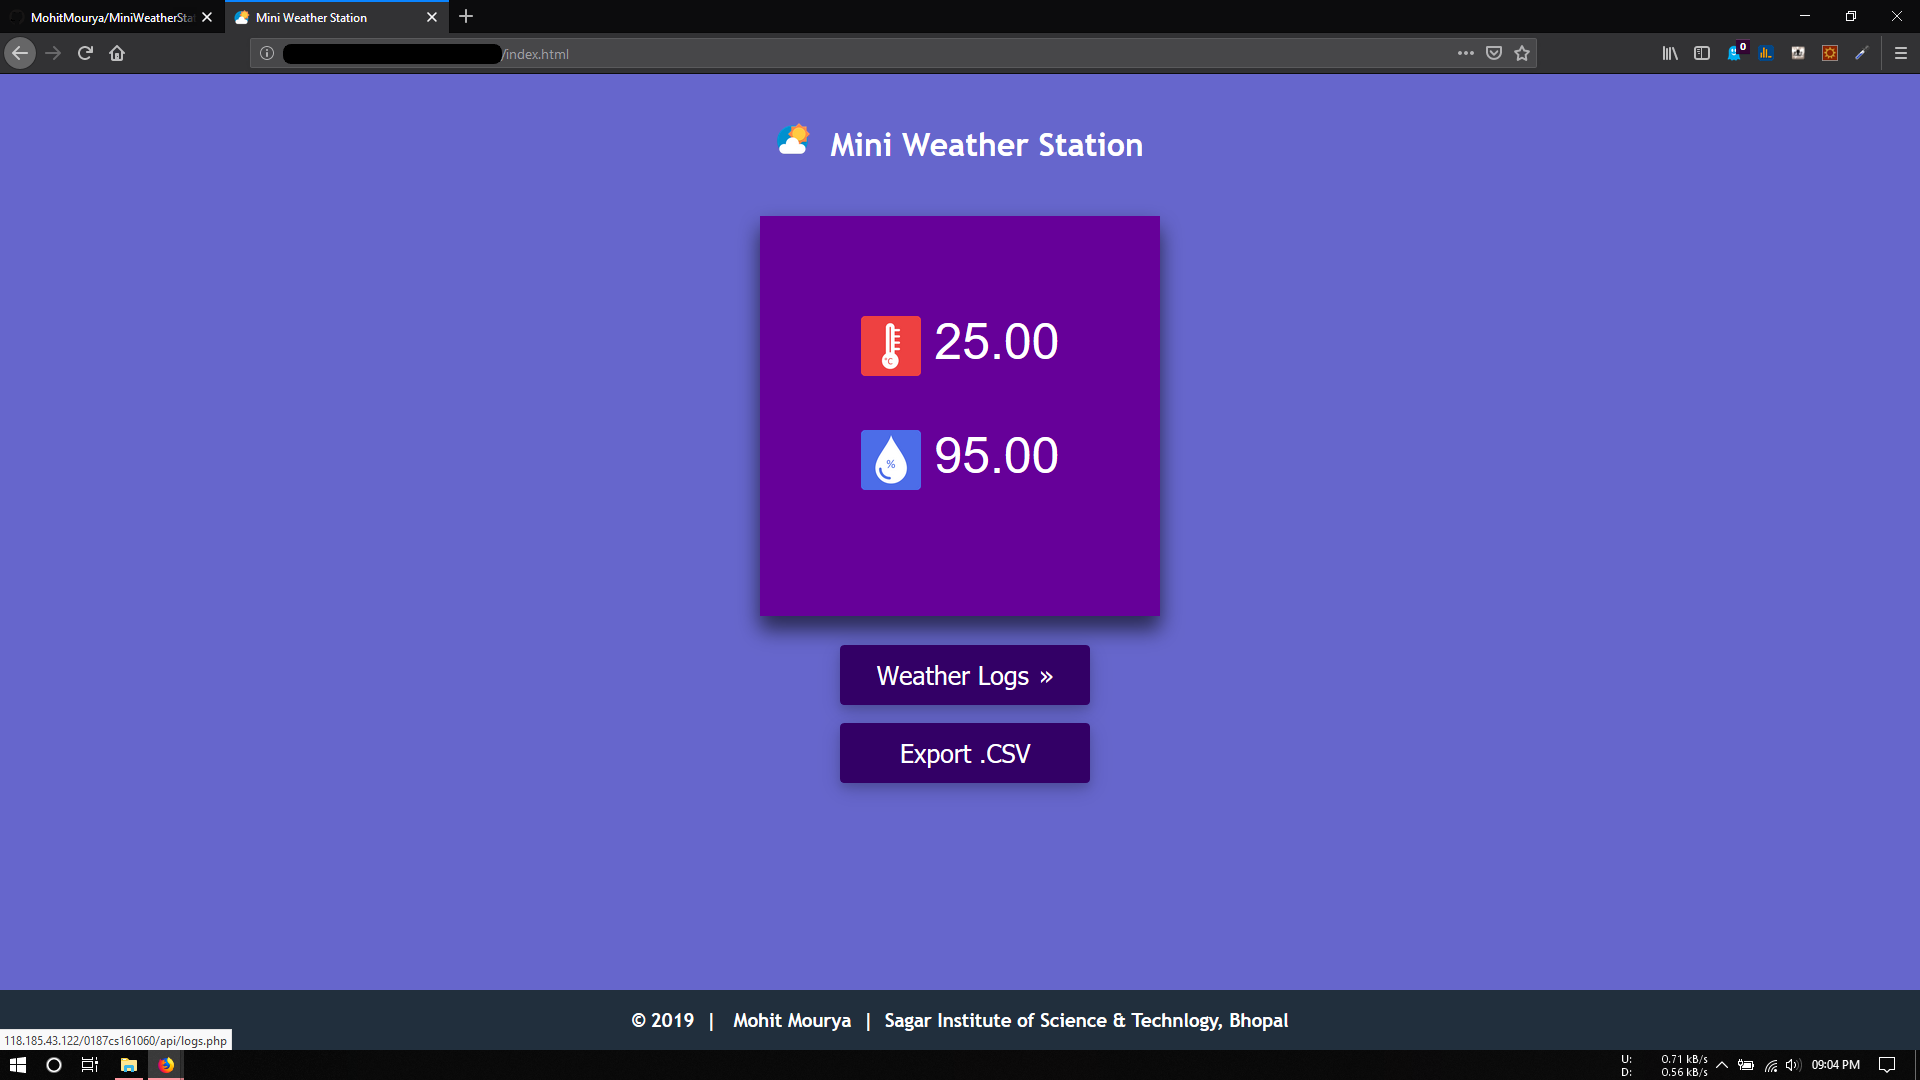 MohitMourya/MiniWeatherSta
Mini Weather Station
/index.html
0
Mini Weather Station
°C
25.00
%
95.00
Weather Logs »
Export .CSV
© 2019 | Mohit Mourya | Sagar Institute of Science & Technlogy, Bhopal
118.185.43.122/0187cs161060/api/logs.php
U: 0.71 kB/s
D: 0.56 kB/s
09:04 PM